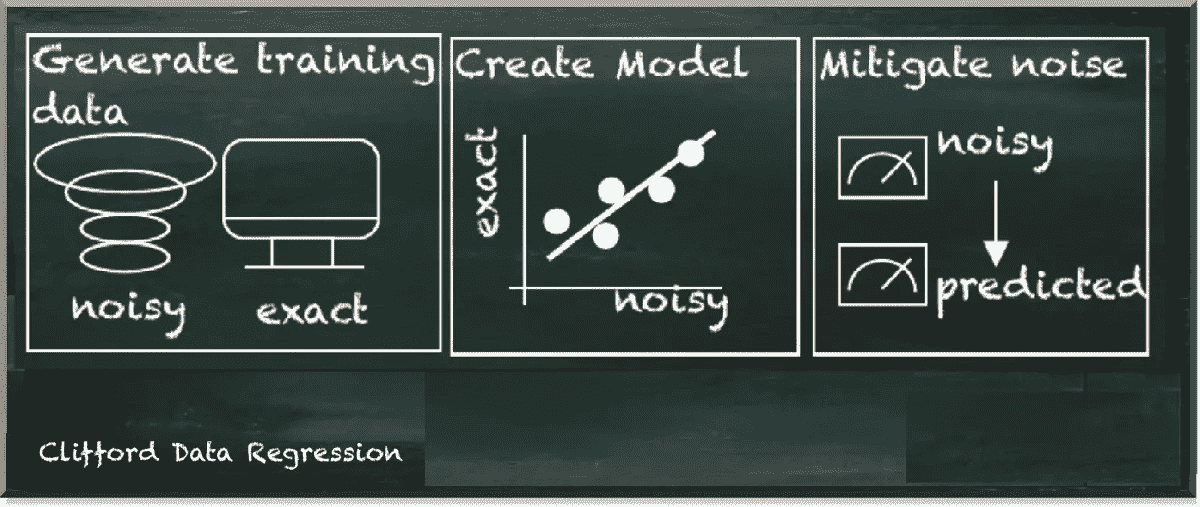 Generate training
data
noisy
exact
Create Model
exact
noisy
Mitigate noise
noisy
predicted
Clifford Data Regression